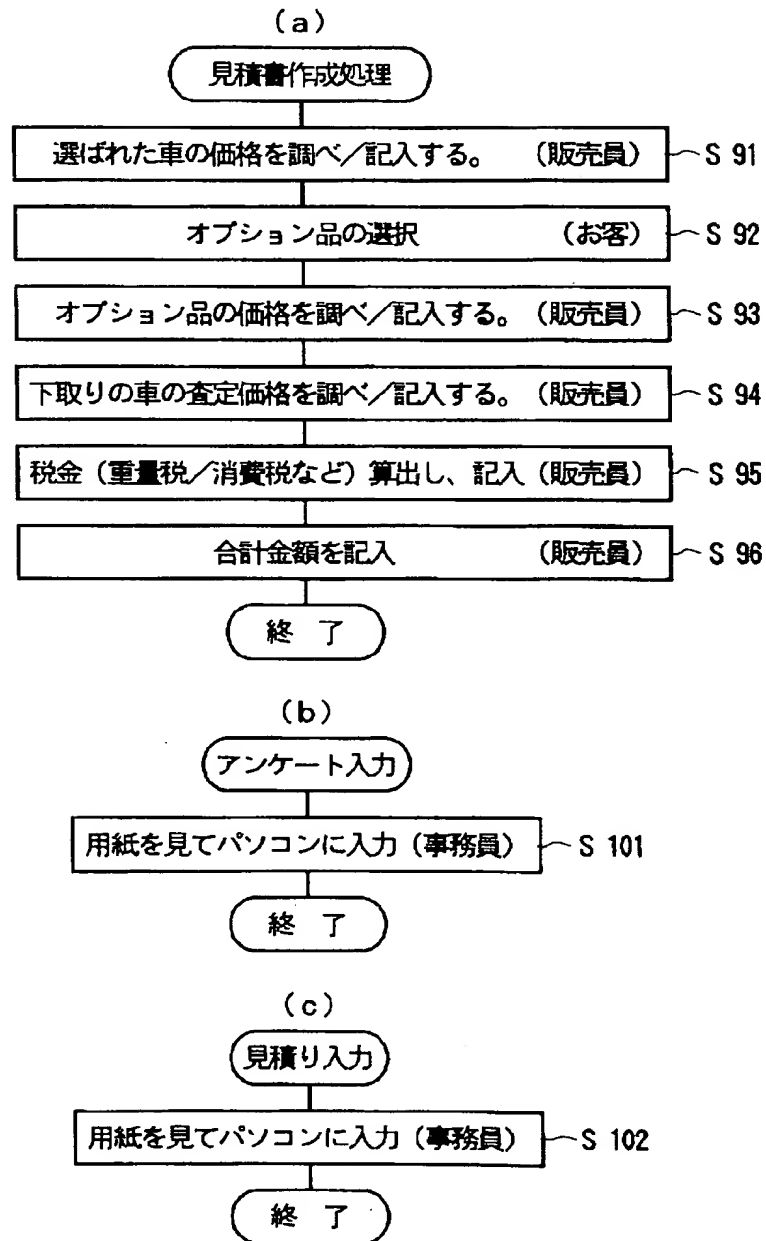 (a)
見積書作成処理
選ばれた車の価格を調べ/記入する。 (販売員) S 91
オプション品の選択 (お客) S 92
オプション品の価格を調べ/記入する。 (販売員) S 93
下取りの車の査定価格を調べ/記入する。 (販売員) S 94
税金(重量税/消費税など)算出し、記入(販売員) S 95
合計金額を記入 (販売員) S 96
終 了
(b)
アンケート入力
用紙を見てパソコンに入力(事務員) S 101
終 了
(c)
見積り入力
用紙を見てパソコンに入力(事務員) S 102
終 了